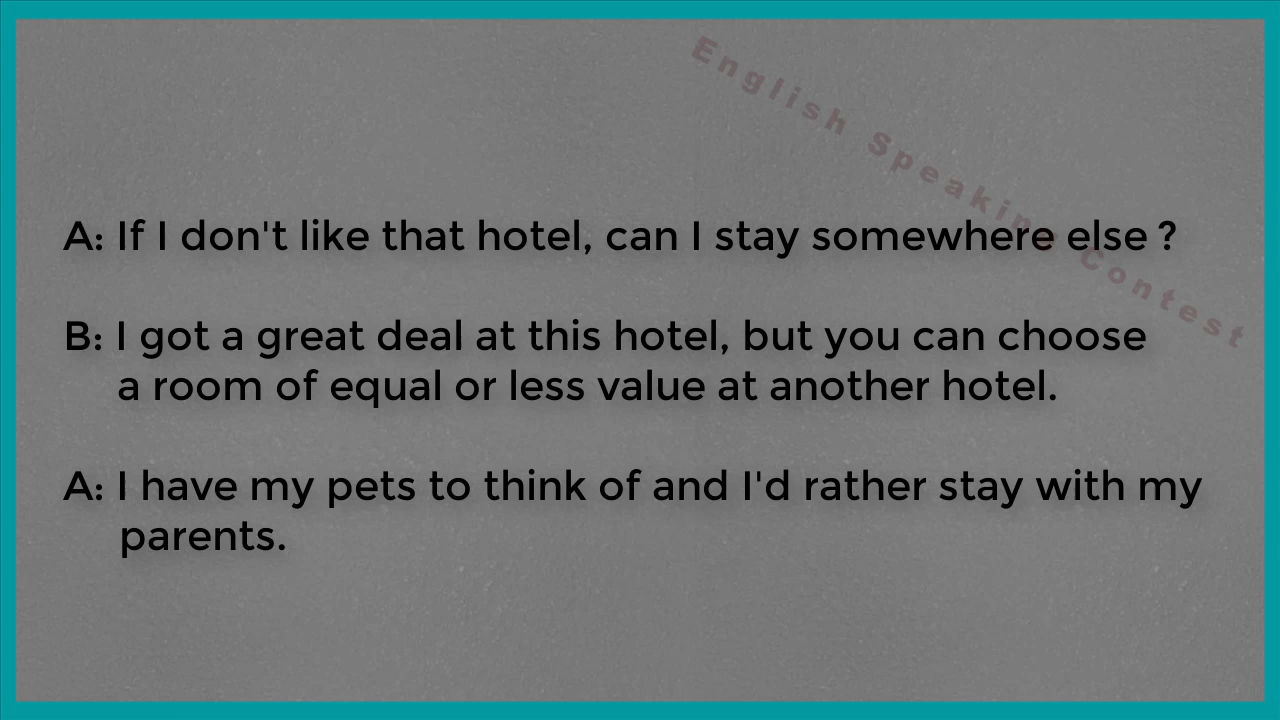 English Speaking Contest
A: If I don't like that hotel, can I stay somewhere else ?
B: I got a great deal at this hotel, but you can choose
a room of equal or less value at another hotel.
A: I have my pets to think of and I'd rather stay with my
parents.